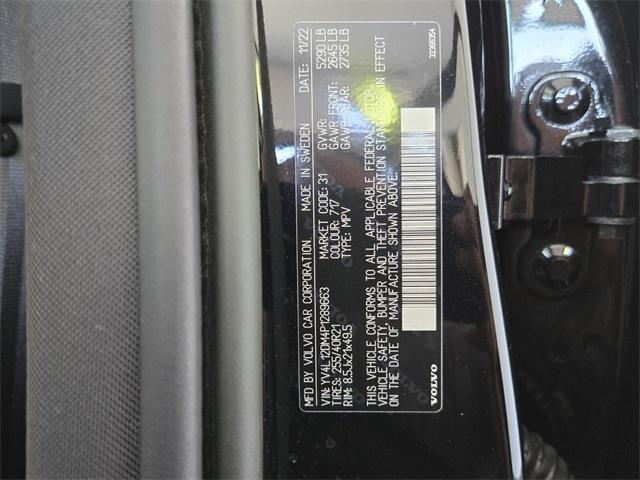 MFD BY VOLVO CAR CORPORATION. MADE IN SWEDEN DATE: 11/22
VIN: YV4L12DM4P1289663 MARKET CODE: 31 GVWR: 5290 LB
TIRES: 255/40R21 COLOUR: 717 GAWR FRONT: 2645 LB
RIM: 8.5Jx21x49.5 TYPE: MPV GAWR REAR: 2735 LB
THIS VEHICLE CONFORMS TO ALL APPLICABLE FEDERAL MOTOR
VEHICLE SAFETY, BUMPER AND THEFT PREVENTION STANDARDS IN EFFECT
ON THE DATE OF MANUFACTURE SHOWN ABOVE.
VOLVO